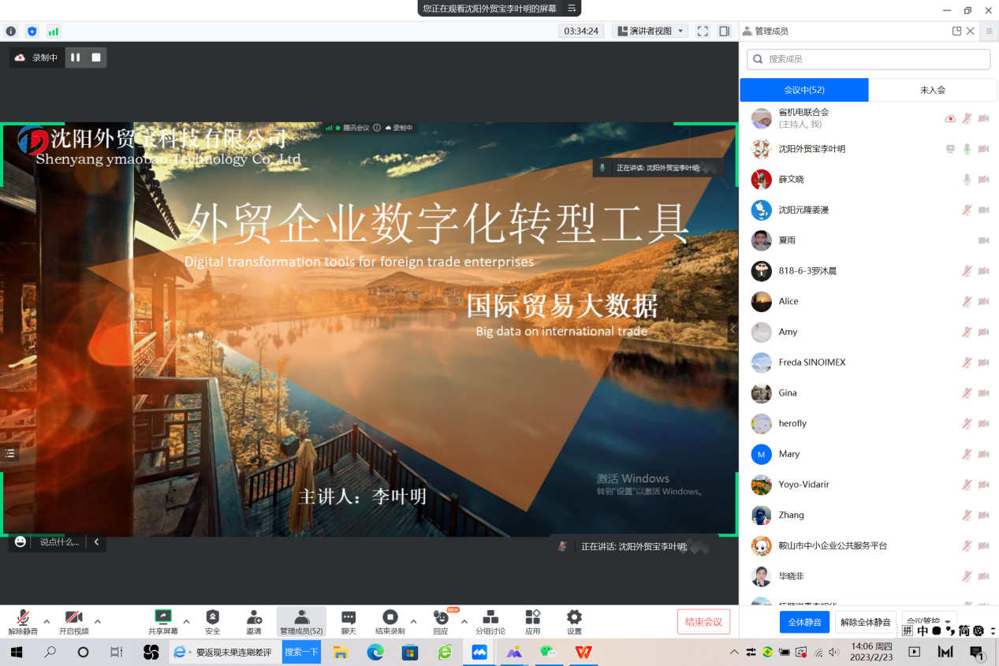 您正在观看沈阳外贸宝李叶明的屏幕
03:34:24
演讲者视图
管理成员
录制中
搜索成员
会议中(52)
未入会
腾讯会议
录制中
沈阳外贸宝科技有限公司
Shenyang ymaobao Technology Co, Ltd
正在讲话: 沈阳外贸宝李叶明;
外贸企业数字化转型工具
Digital transformation tools for foreign trade enterprises
国际贸易大数据
Big data on international trade
主讲人：李叶明
激活 Windows
转到"设置"以激活 Windows。
说点什么...
正在讲话: 沈阳外贸宝李叶明;
省机电联合会
(主持人, 我)
沈阳外贸宝李叶明
薛文晓
沈阳元隆姜漫
夏雨
818-6-3罗沐晨
Alice
Amy
Freda SINOIMEX
Gina
herofly
M
Mary
Yoyo-Vidarir
Zhang
鞍山市中小企业公共服务平台
毕晓非
解除静音
开启视频
共享屏幕
安全
邀请
管理成员(52)
聊天
结束录制
NEW
回应
分组讨论
应用
设置
结束会议
全体静音
解除全体静音
会议管控
拼
中
简
要返现未果连刷差评
搜索一下
14:06 周四
2023/2/23
1